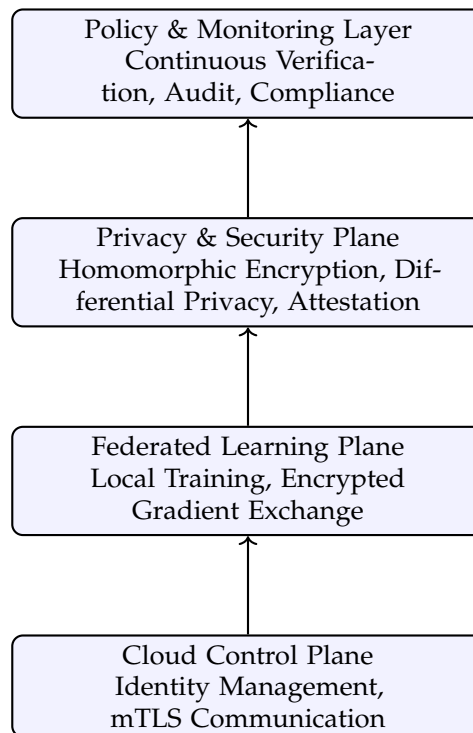 Policy & Monitoring Layer
Continuous Verifica-
tion, Audit, Compliance
Privacy & Security Plane
Homomorphic Encryption, Dif-
ferential Privacy, Attestation
Federated Learning Plane
Local Training, Encrypted
Gradient Exchange
Cloud Control Plane
Identity Management,
mTLS Communication